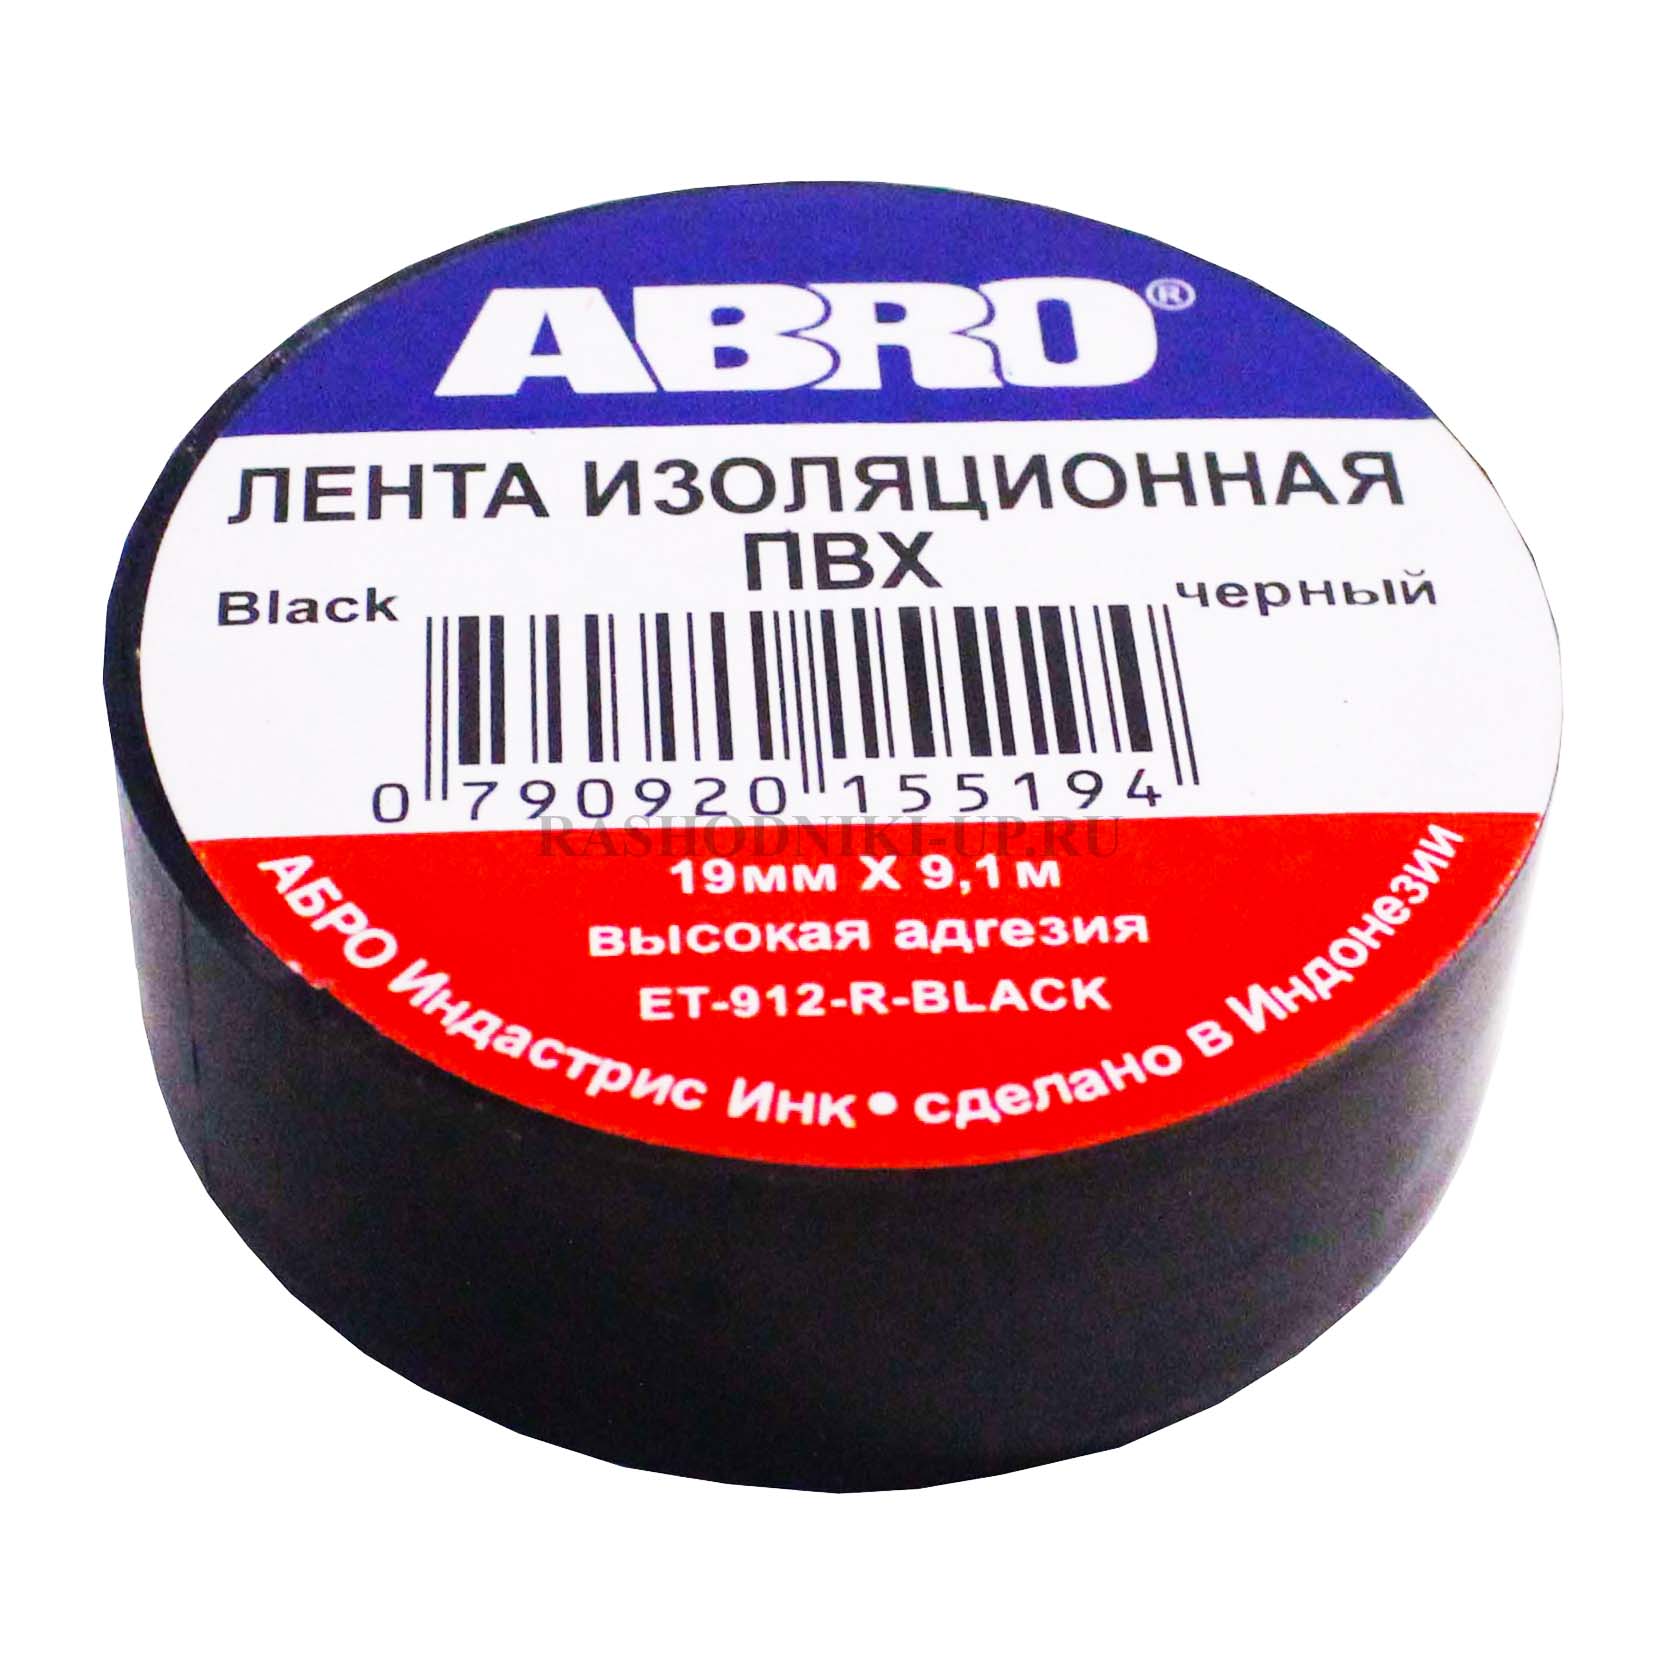 ABRO®
ЛЕНТА ИЗОЛЯЦИОННАЯ
ПВХ
Black
черный
0 790920 155194
RASHODNIKI-UP.RU
19мм X 9,1м
высокая адгезия
ET-912-R-BLACK
АБРО Индастрис Инк • сделано в Индонезии